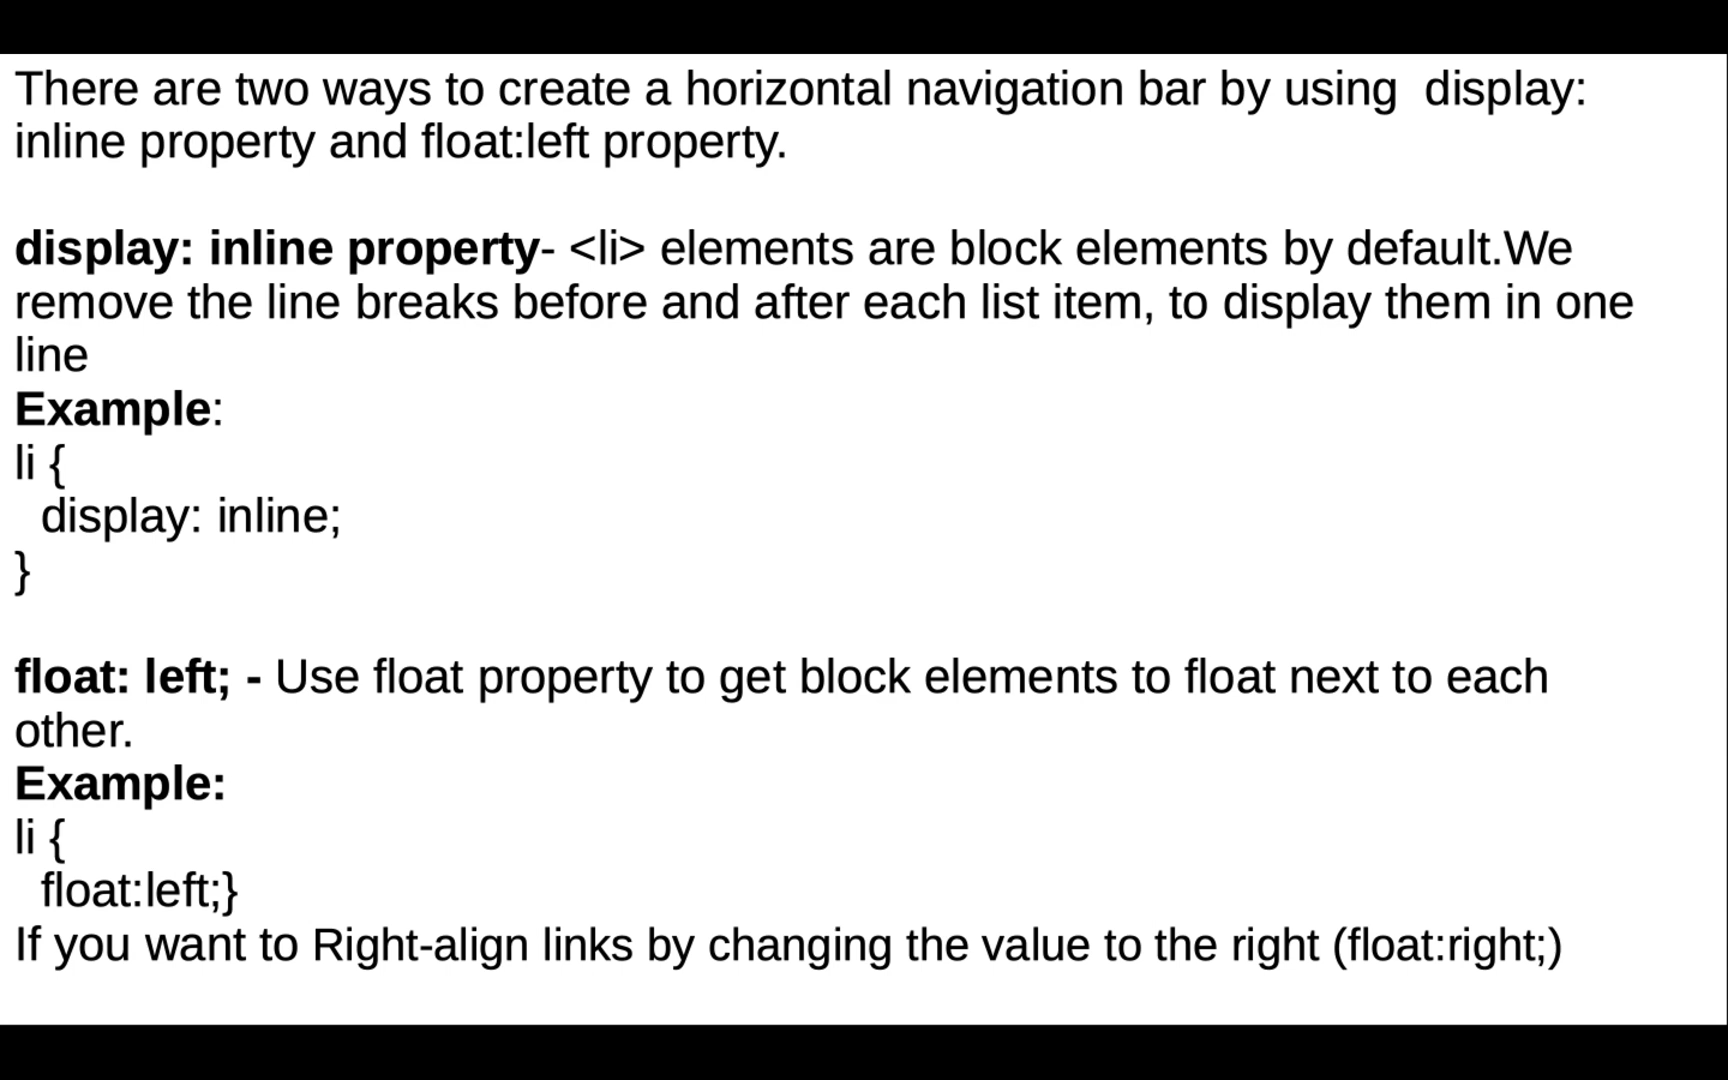 There are two ways to create a horizontal navigation bar by using  display:
inline property and float:left property.
display: inline property- <li> elements are block elements by default.We
remove the line breaks before and after each list item, to display them in one
line
Example:
li {
  display: inline;
}
float: left; - Use float property to get block elements to float next to each
other.
Example:
li {
  float:left;}
If you want to Right-align links by changing the value to the right (float:right;)